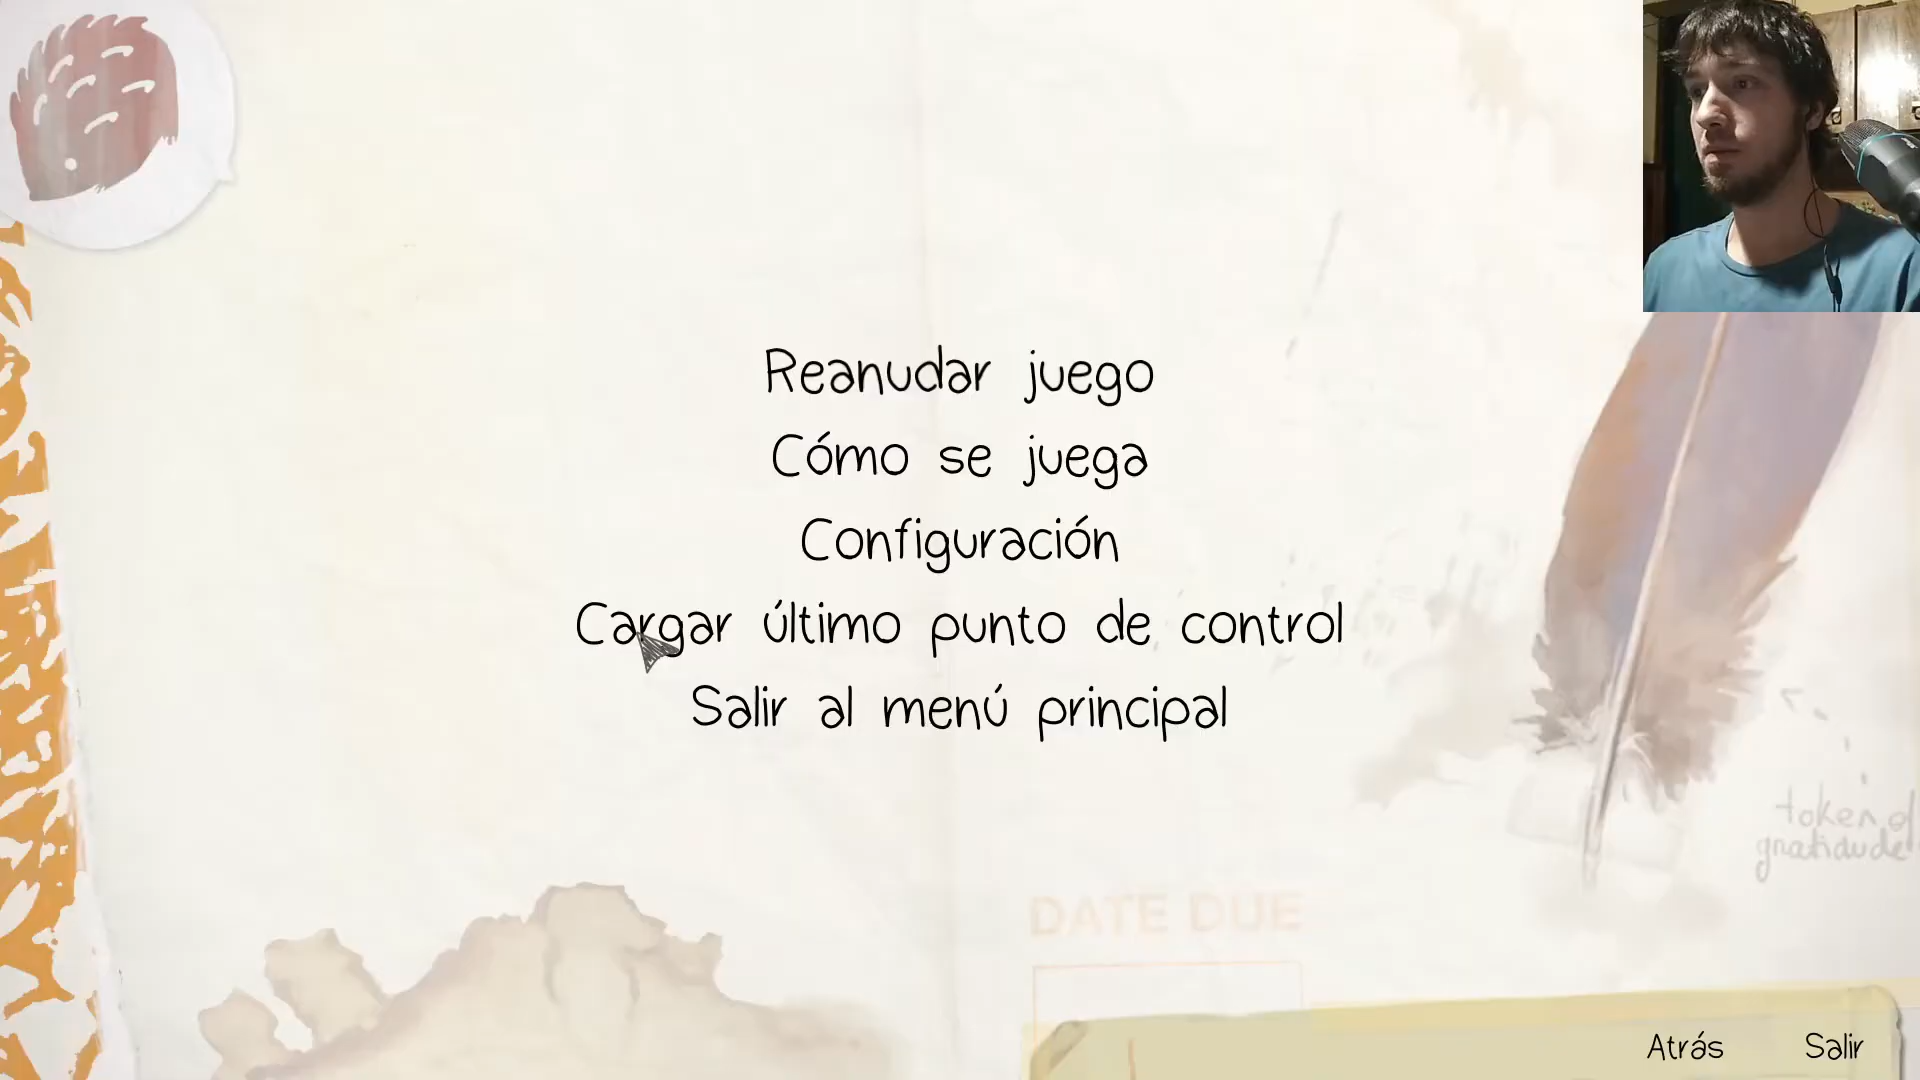 Reanudar juego
Cómo se juega
Configuración
Cargar último punto de control
Salir al menú principal
token of
gratidude
DATE DUE
Atrás Salir